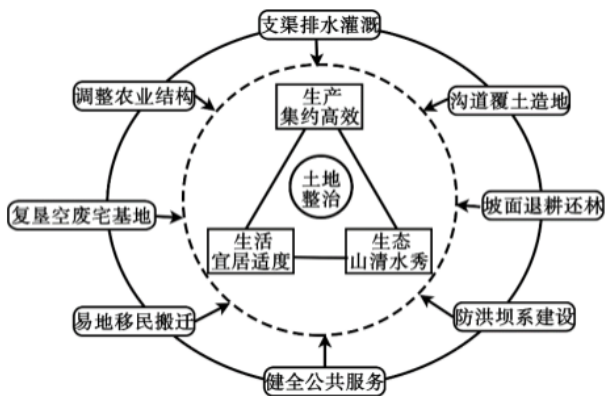 支渠排水灌溉
调整农业结构
沟道覆土造地
生产
集约高效
土地
整治
复垦空废宅基地
坡面退耕还林
生活
宜居适度
生态
山清水秀
易地移民搬迁
防洪坝系建设
健全公共服务